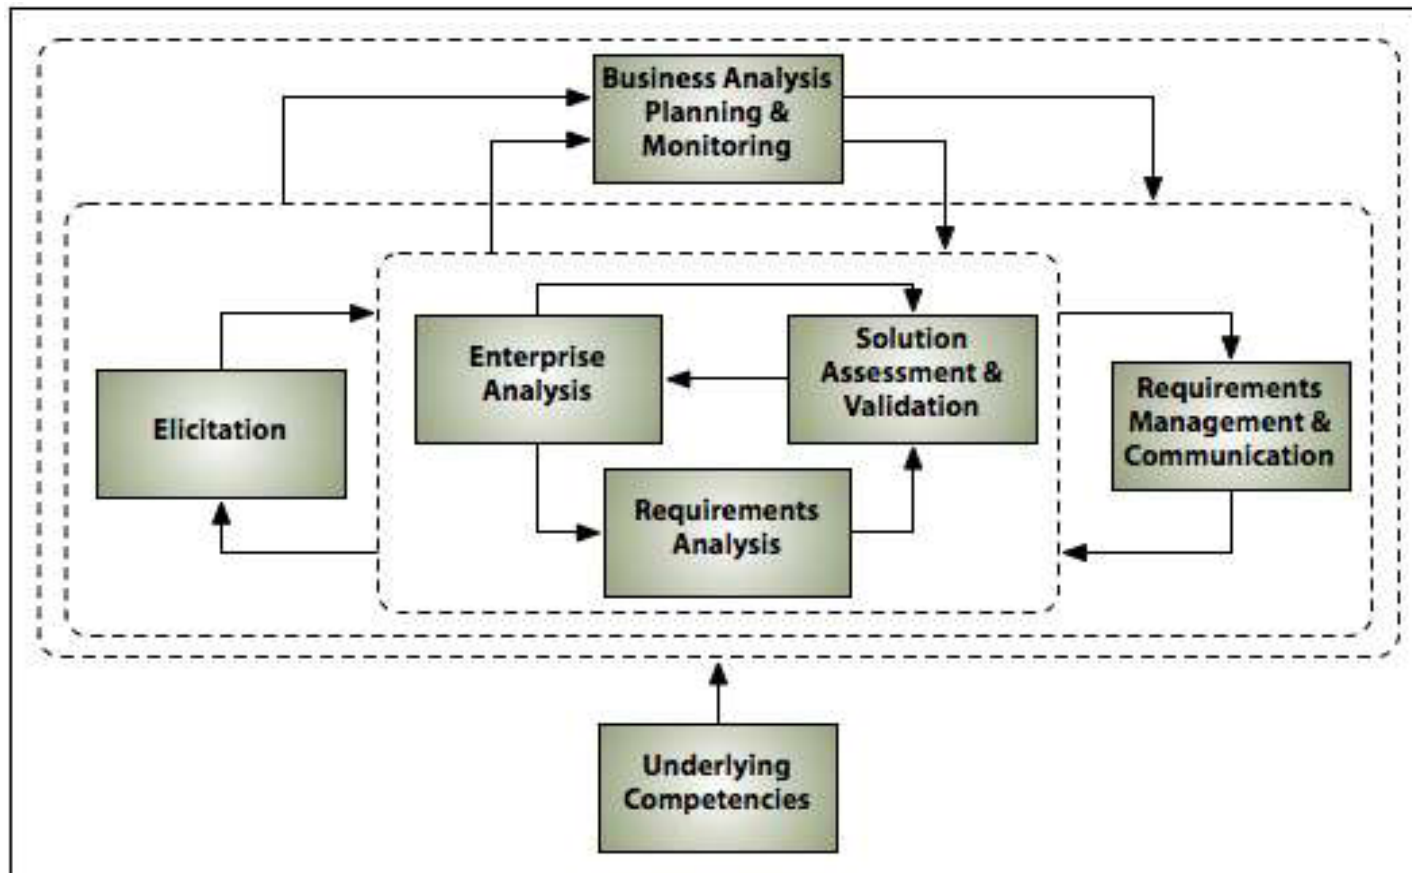 Business Analysis
Planning &
Monitoring
Enterprise
Analysis
Solution
Assessment &
Validation
Elicitation
Requirements
Management &
Communication
Requirements
Analysis
Underlying
Competencies